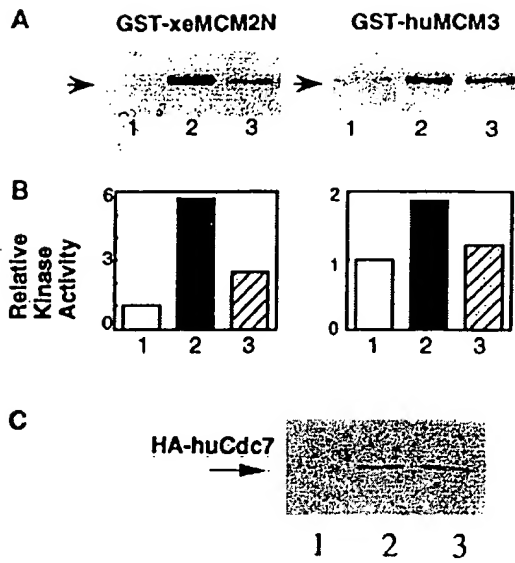 A
GST-xeMCM2N
GST-huMCM3
1 2 3
1 2 3
B
Relative
Kinase
Activity
6
3
0
1 2 3
2
1
0
1 2 3
C
HA-huCdc7
1 2 3